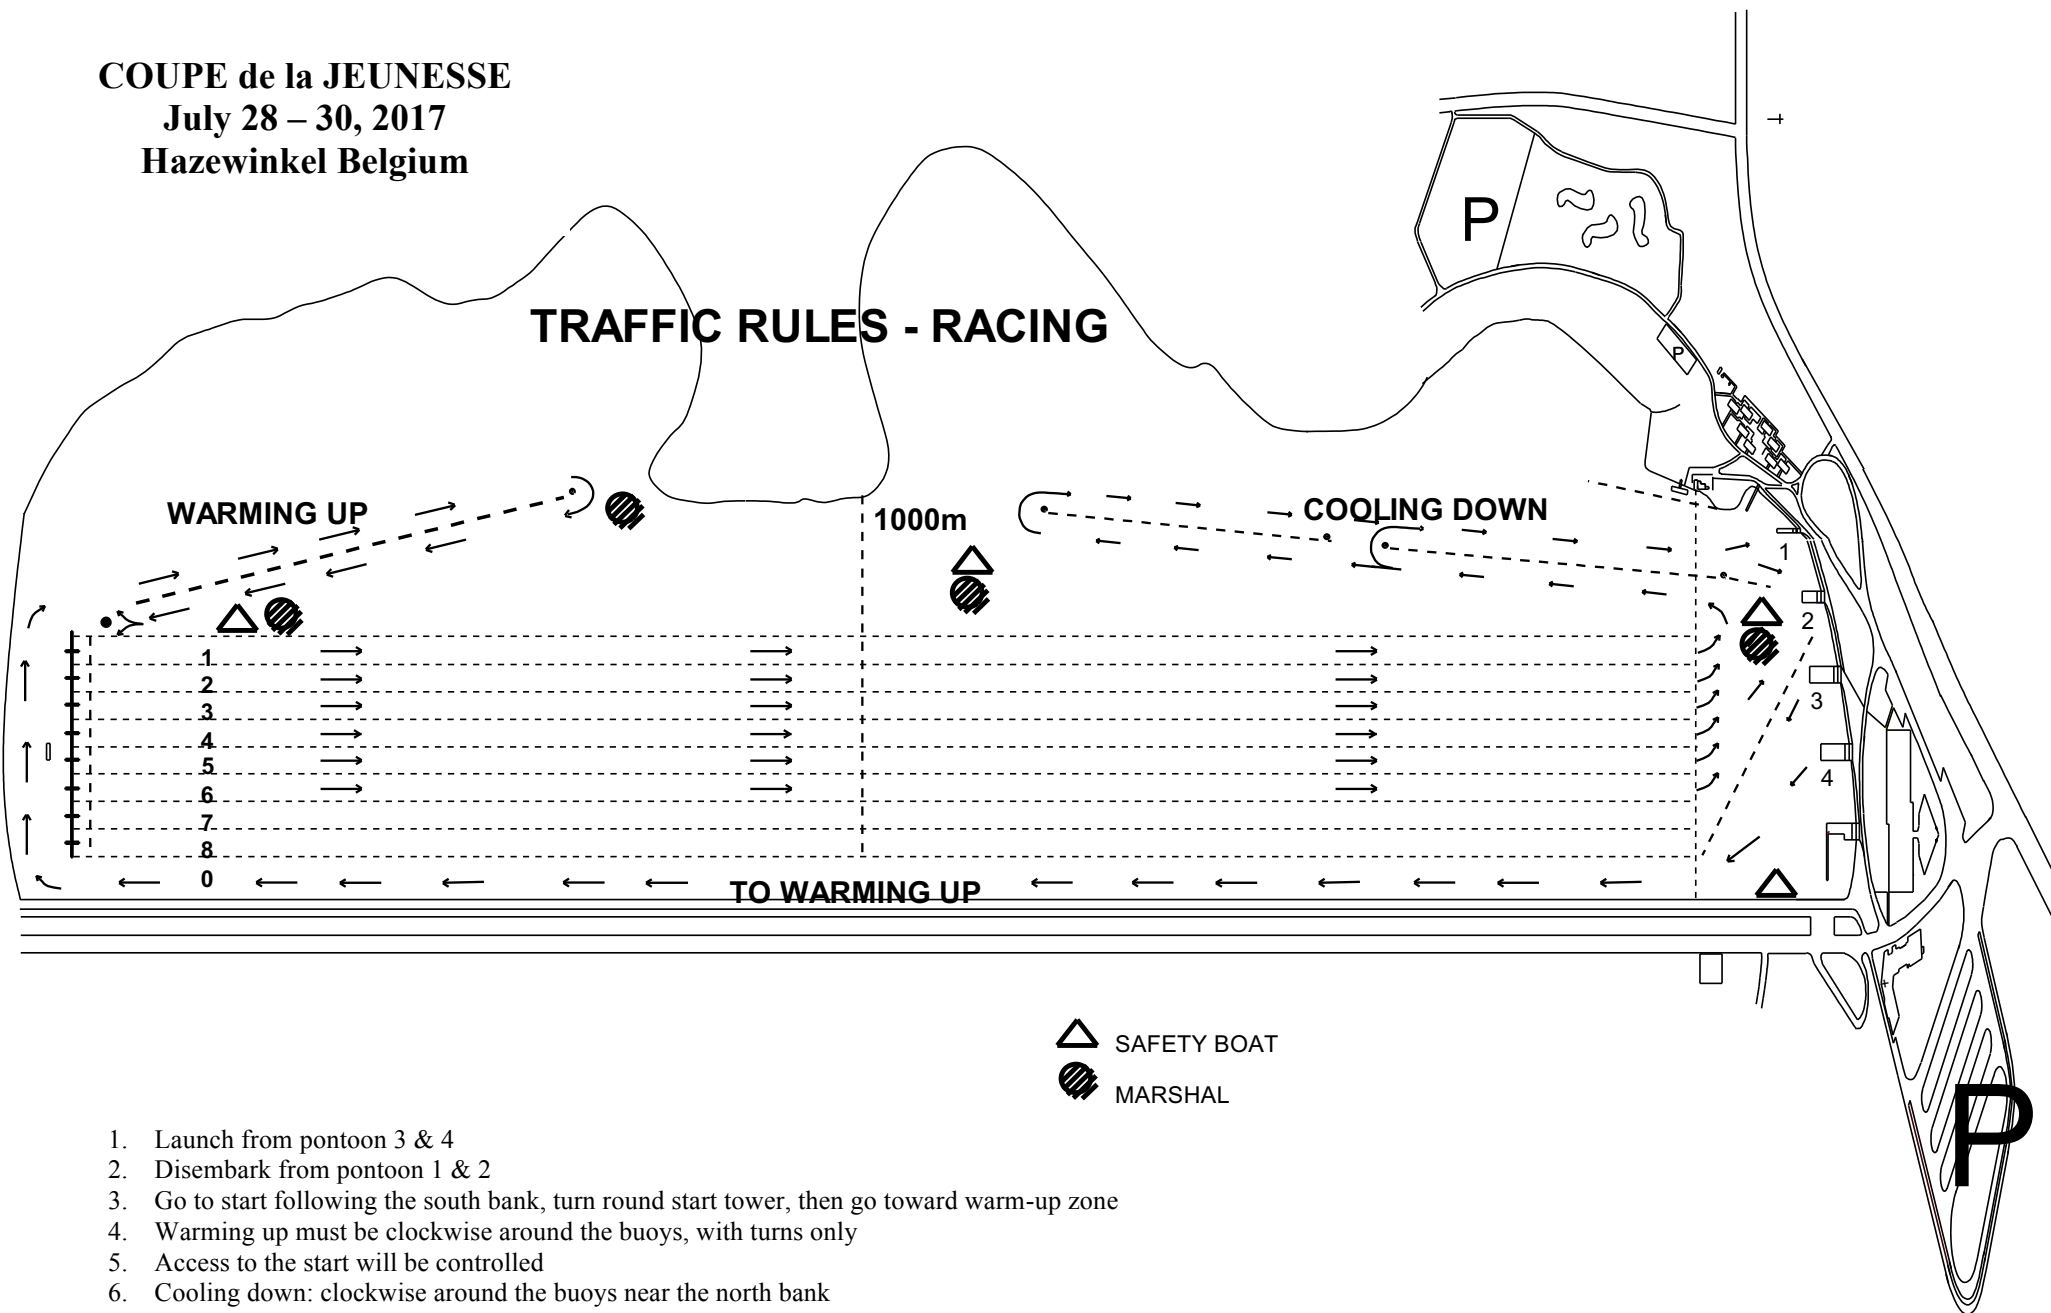 COUPE de la JEUNESSE
July 28 – 30, 2017
Hazewinkel Belgium
P
TRAFFIC RULES - RACING
P
WARMING UP
1000m
COOLING DOWN
1
2
3
4
1
2
3
4
5
6
7
8
0
TO WARMING UP
SAFETY BOAT
MARSHAL
P
1. Launch from pontoon 3 & 4
2. Disembark from pontoon 1 & 2
3. Go to start following the south bank, turn round start tower, then go toward warm-up zone
4. Warming up must be clockwise around the buoys, with turns only
5. Access to the start will be controlled
6. Cooling down: clockwise around the buoys near the north bank